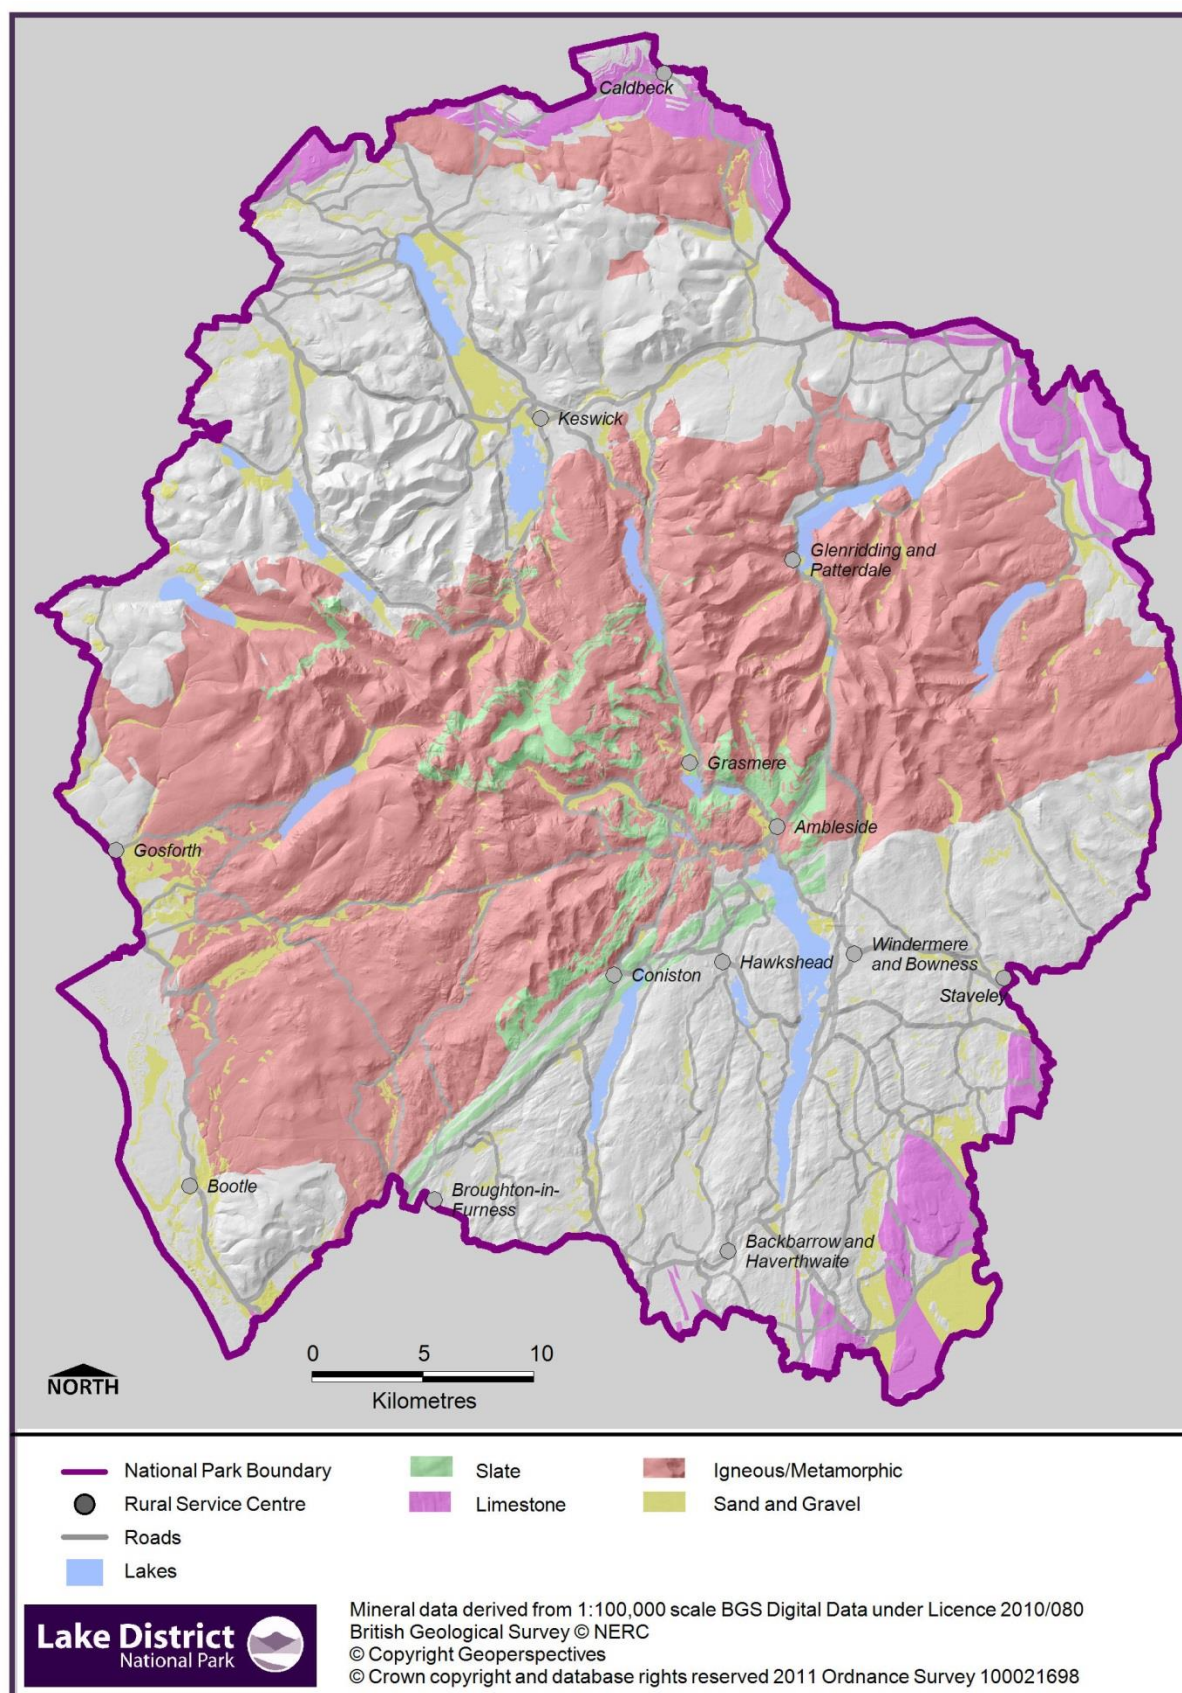 Caldbeck
Keswick
Glenridding and
Patterdale
Grasmere
Ambleside
Gosforth
Windermere
and Bowness
Hawkshead
Coniston
Staveley
Bootle
Broughton-in-
Furness
Backbarrow and
Haverthwaite
0 5 10
Kilometres
NORTH
National Park Boundary
Slate
Igneous/Metamorphic
Rural Service Centre
Limestone
Sand and Gravel
Roads
Lakes
Lake District
National Park
Mineral data derived from 1:100,000 scale BGS Digital Data under Licence 2010/080
British Geological Survey © NERC
© Copyright Geoperspectives
© Crown copyright and database rights reserved 2011 Ordnance Survey 100021698